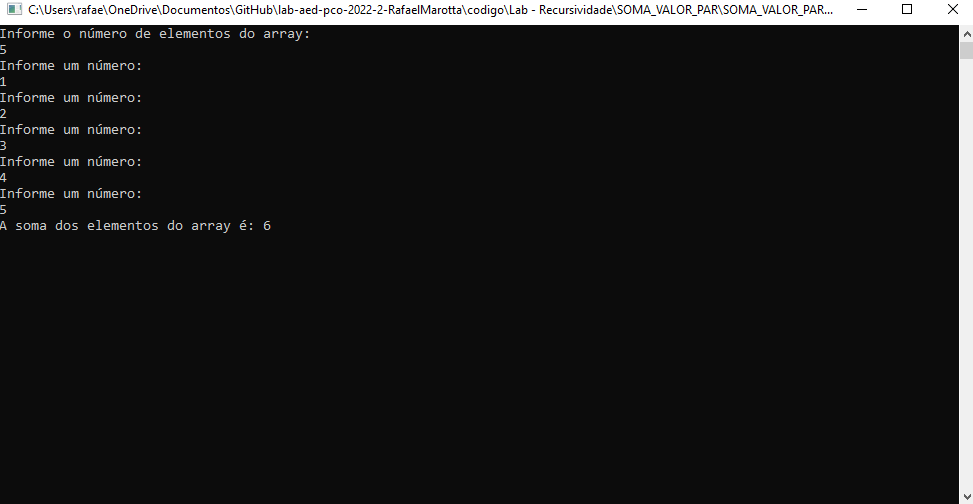 C:\Users\rafae\OneDrive\Documentos\GitHub\lab-aed-pco-2022-2-RafaelMarotta\codigo\Lab - Recursividade\SOMA_VALOR_PAR\SOMA_VALOR_PAR...
Informe o número de elementos do array:
5
Informe um número:
1
Informe um número:
2
Informe um número:
3
Informe um número:
4
Informe um número:
5
A soma dos elementos do array é: 6